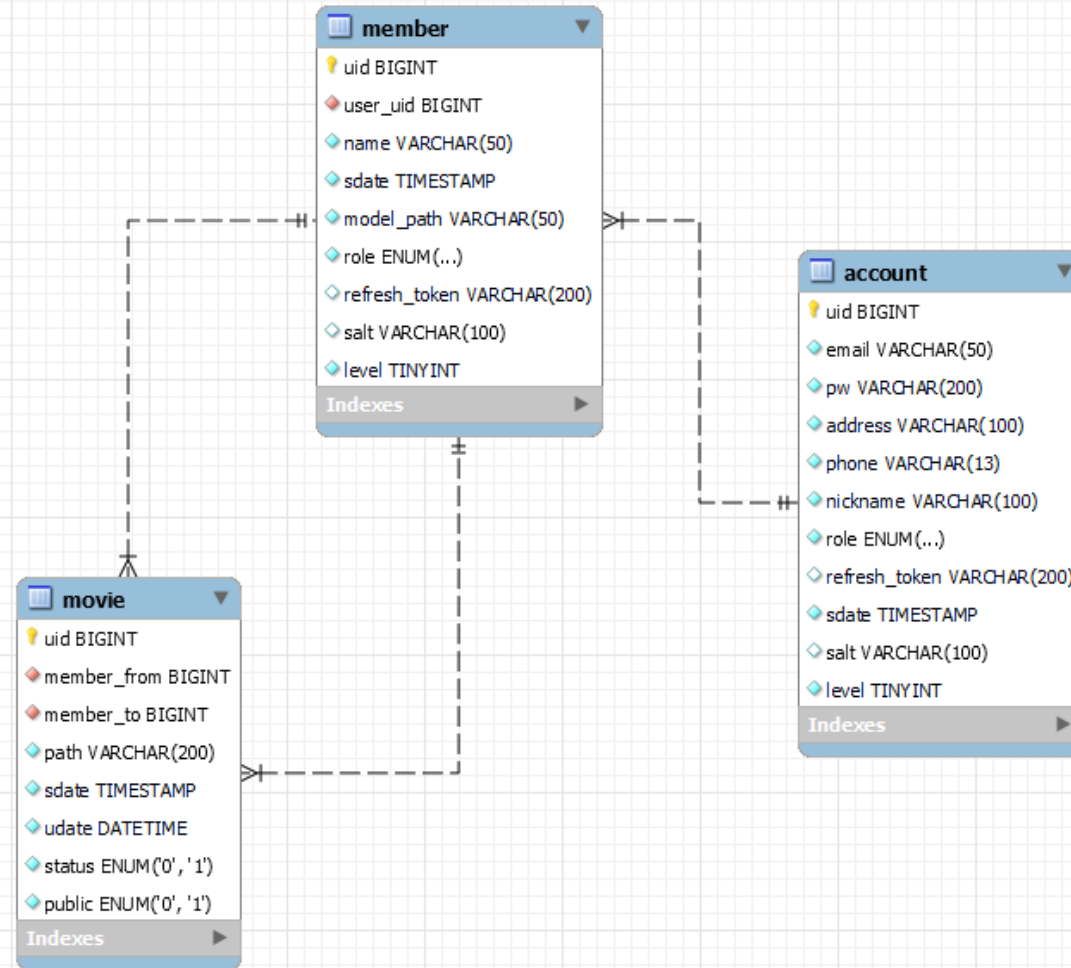 member
uid BIGINT
user_uid BIGINT
name VARCHAR(50)
sdate TIMESTAMP
model_path VARCHAR(50)
role ENUM(...)
refresh_token VARCHAR(200)
salt VARCHAR(100)
level TINYINT
Indexes
account
uid BIGINT
email VARCHAR(50)
pw VARCHAR(200)
address VARCHAR(100)
phone VARCHAR(13)
nickname VARCHAR(100)
role ENUM(...)
refresh_token VARCHAR(200)
sdate TIMESTAMP
salt VARCHAR(100)
level TINYINT
Indexes
movie
uid BIGINT
member_from BIGINT
member_to BIGINT
path VARCHAR(200)
sdate TIMESTAMP
udate DATETIME
status ENUM('0', '1')
public ENUM('0', '1')
Indexes